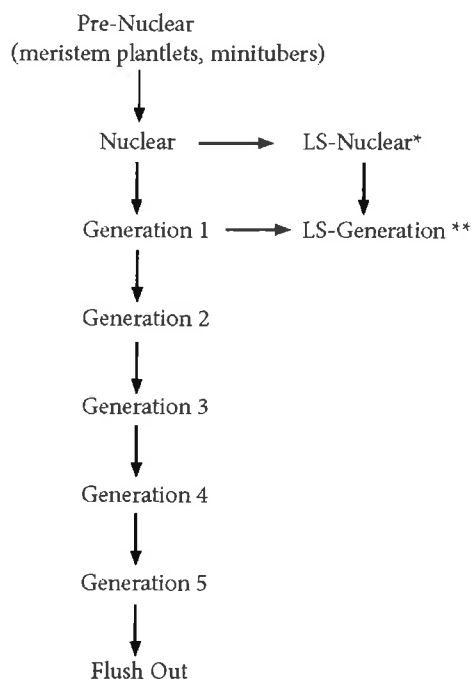 Pre-Nuclear
(meristem plantlets, minitubers)
Nuclear LS-Nuclear*
Generation 1 LS-Generation **
Generation 2
Generation 3
Generation 4
Generation 5
Flush Out